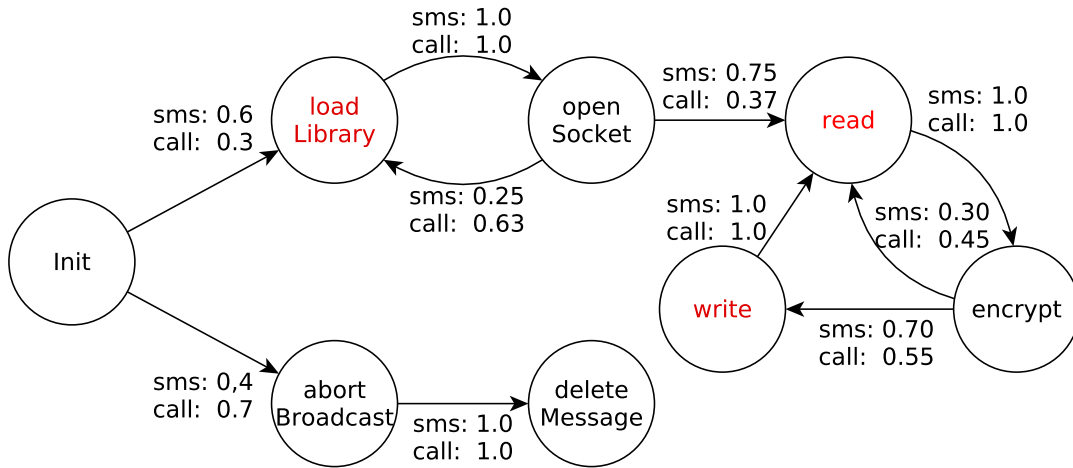 sms: 1.0
call: 1.0
sms: 0.6
call: 0.3
load
Library
open
Socket
sms: 0.75
call: 0.37
read
sms: 1.0
call: 1.0
sms: 0.25
call: 0.63
sms: 1.0
call: 1.0
sms: 0.30
call: 0.45
Init
write
encrypt
sms: 0.70
call: 0.55
sms: 0,4
call: 0.7
abort
Broadcast
sms: 1.0
call: 1.0
delete
Message